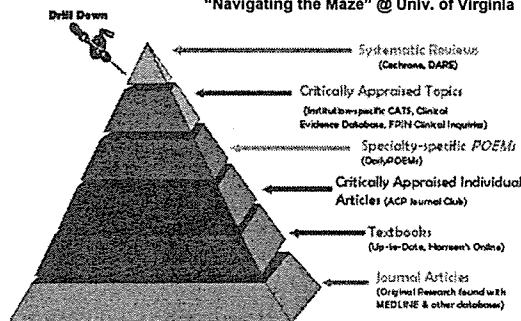 "Navigating the Maze" @ Univ. of Virginia
Drill Down
Systematic Reviews
(Cochrane, DARE)
Critically Appraised Topics
(Institution-specific CATS, Clinical
Evidence Database, FPIN Clinical Inquiries)
Specialty-specific POEMs
(DailyPOEMs)
Critically Appraised Individual
Articles (ACP Journal Club)
Textbooks
(Up-to-Date, Harrison's Online)
Journal Articles
(Original Research found with
MEDLINE & other databases)